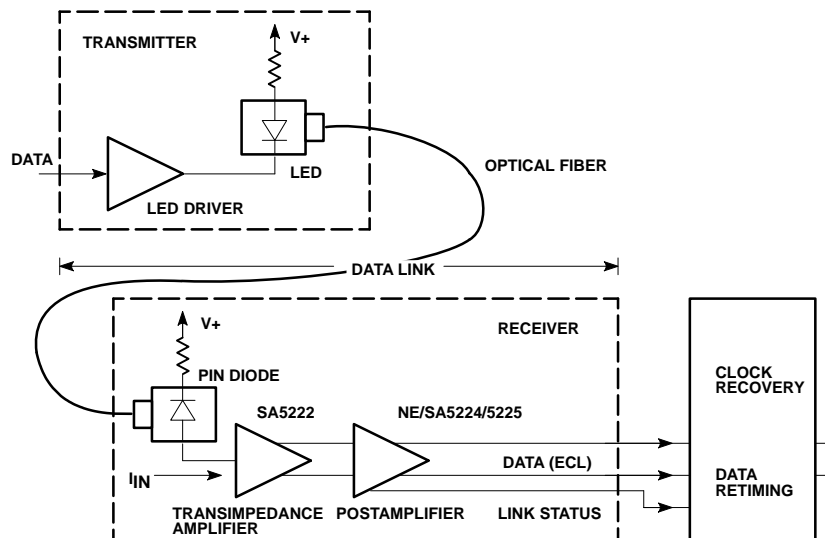 TRANSMITTER
V+
DATA
LED
LED DRIVER
OPTICAL FIBER
DATA LINK
V+
RECEIVER
PIN DIODE
SA5222
NE/SA5224/5225
CLOCK
RECOVERY
IIN
DATA (ECL)
DATA
RETIMING
TRANSIMPEDANCE
AMPLIFIER
POSTAMPLIFIER
LINK STATUS